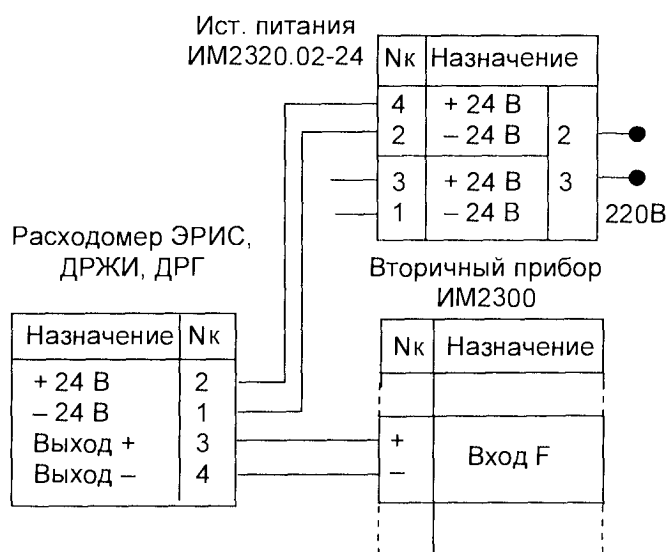 Ист. питания
ИМ2320.02-24
Nк Назначение
4 + 24 В
2 – 24 В 2
3 + 24 В 3
1 – 24 В
220В
Расходомер ЭРИС,
ДРЖИ, ДРГ
Назначение Nк
+ 24 В 2
– 24 В 1
Выход + 3
Выход – 4
Вторичный прибор
ИМ2300
Nк Назначение
+
–
Вход F